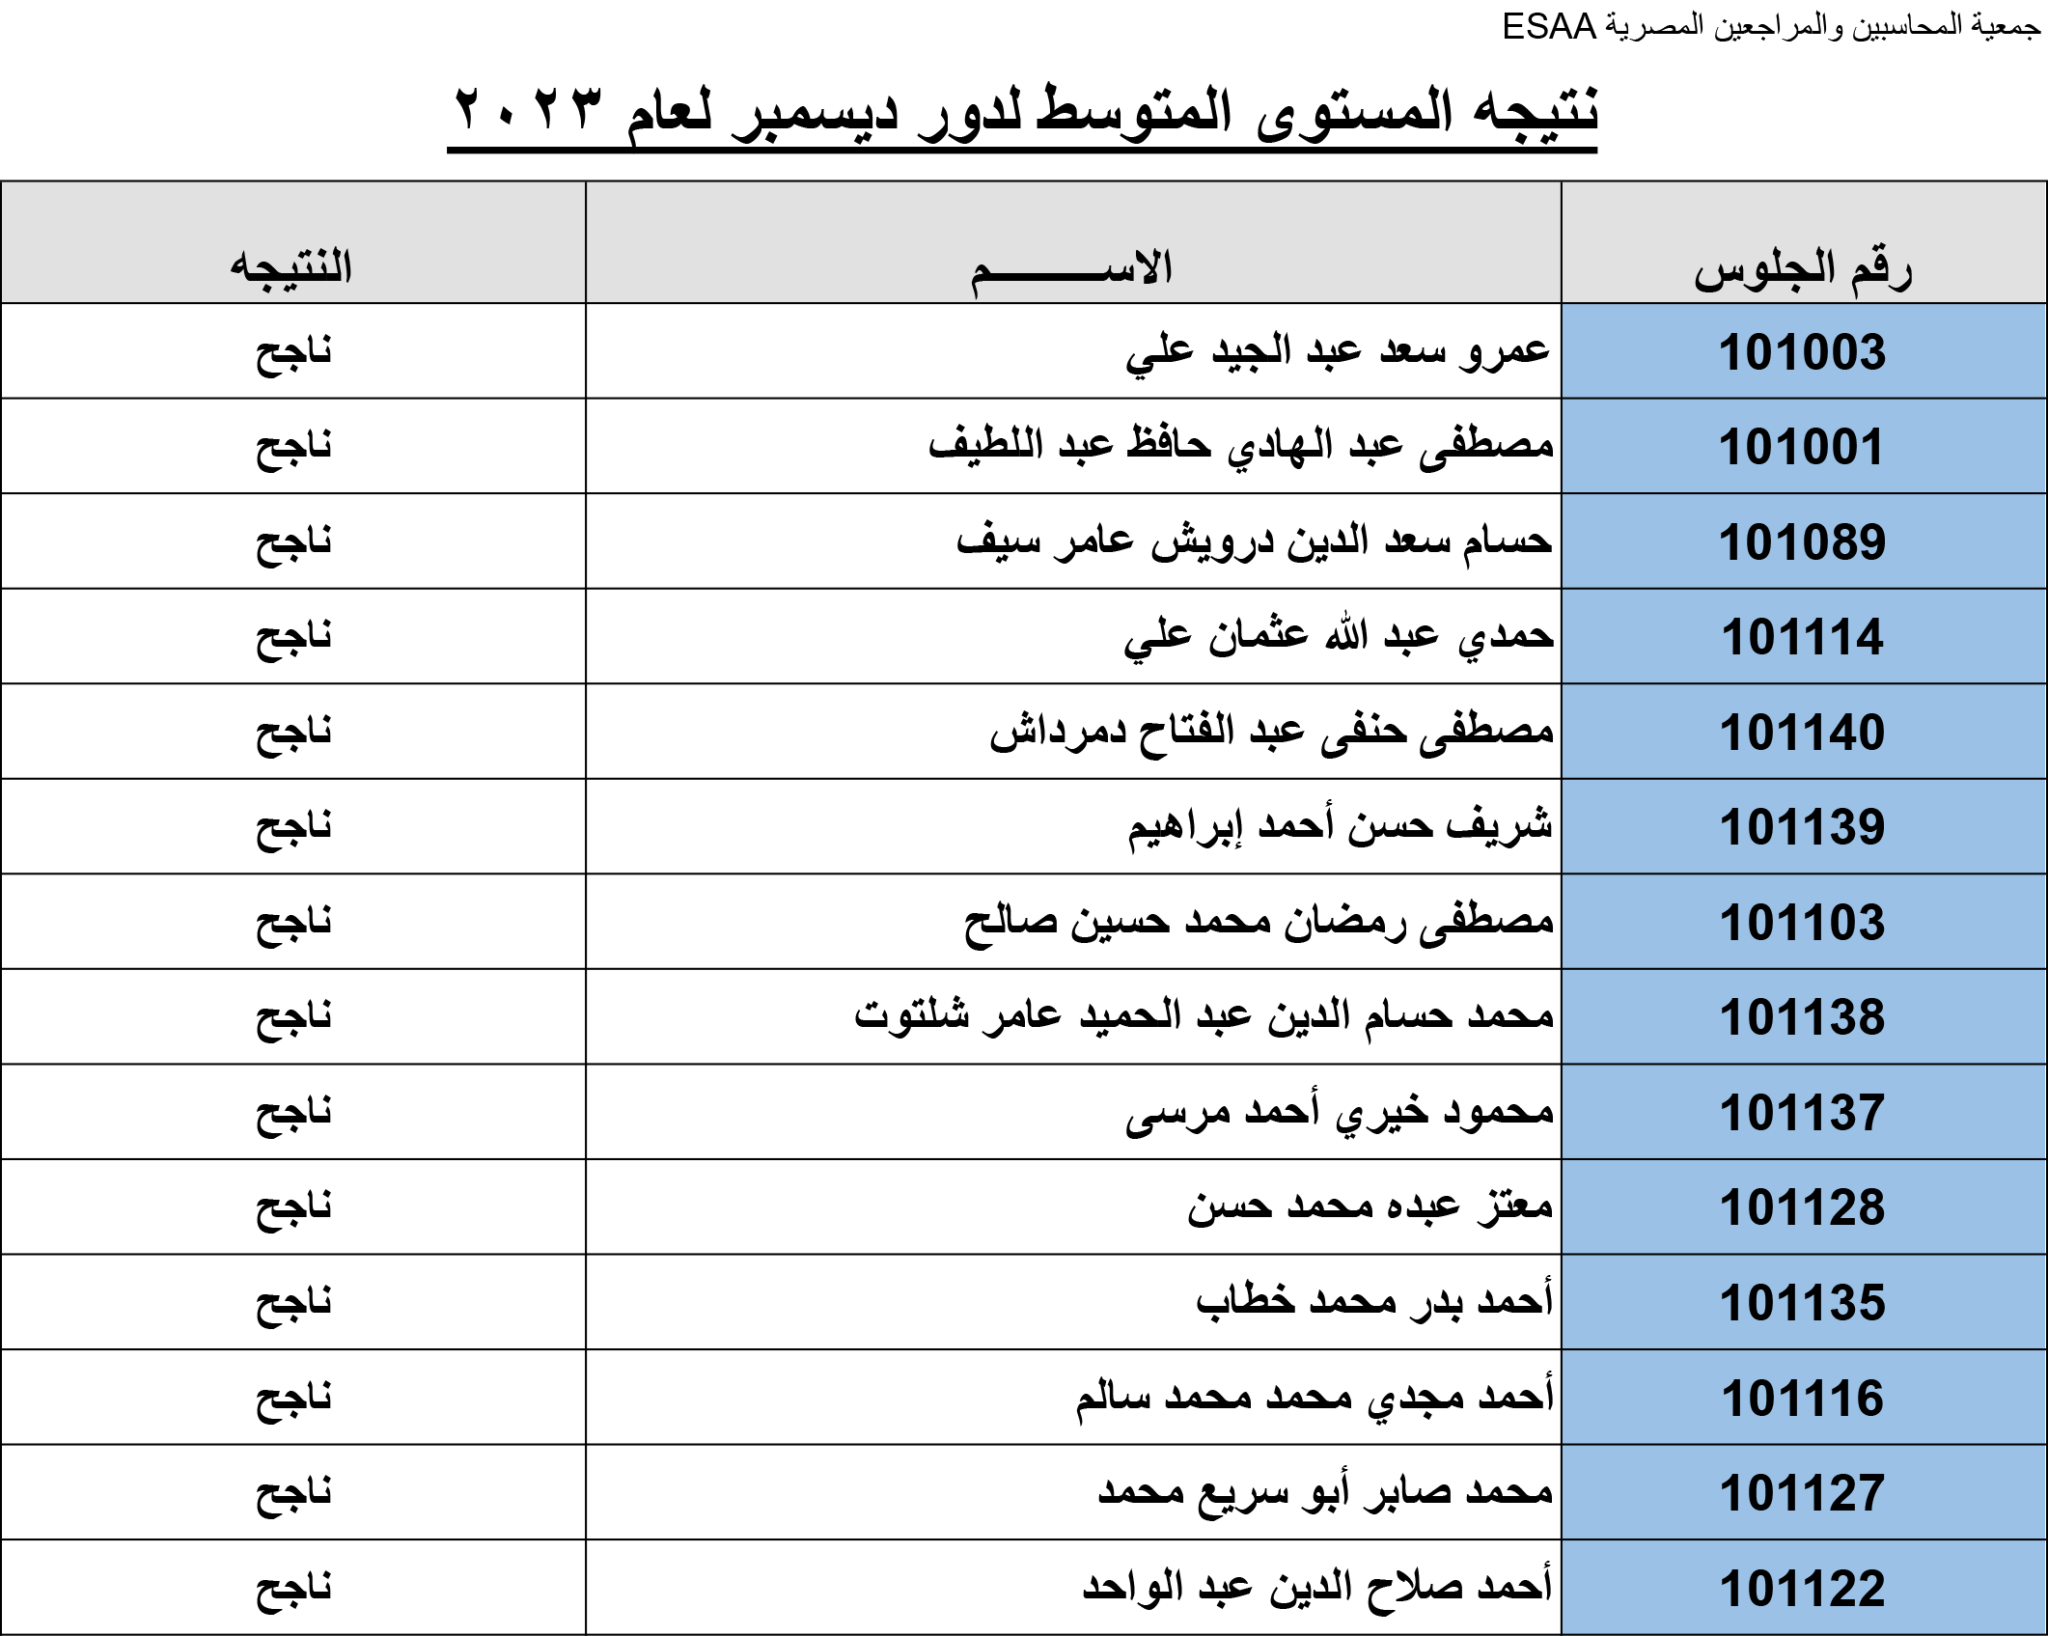 جمعية المحاسبين والمراجعين المصرية ESAA
نتيجه المستوى المتوسط لدور ديسمبر لعام ٢٠٢٣
رقم الجلوس الاســـــــم النتيجه
101003 عمرو سعد عبد الجيد علي ناجح
101001 مصطفى عبد الهادي حافظ عبد اللطيف ناجح
101089 حسام سعد الدين درويش عامر سيف ناجح
101114 حمدي عبد الله عثمان علي ناجح
101140 مصطفى حنفى عبد الفتاح دمرداش ناجح
101139 شريف حسن أحمد إبراهيم ناجح
101103 مصطفى رمضان محمد حسين صالح ناجح
101138 محمد حسام الدين عبد الحميد عامر شلتوت ناجح
101137 محمود خيري أحمد مرسى ناجح
101128 معتز عبده محمد حسن ناجح
101135 أحمد بدر محمد خطاب ناجح
101116 أحمد مجدي محمد محمد سالم ناجح
101127 محمد صابر أبو سريع محمد ناجح
101122 أحمد صلاح الدين عبد الواحد ناجح